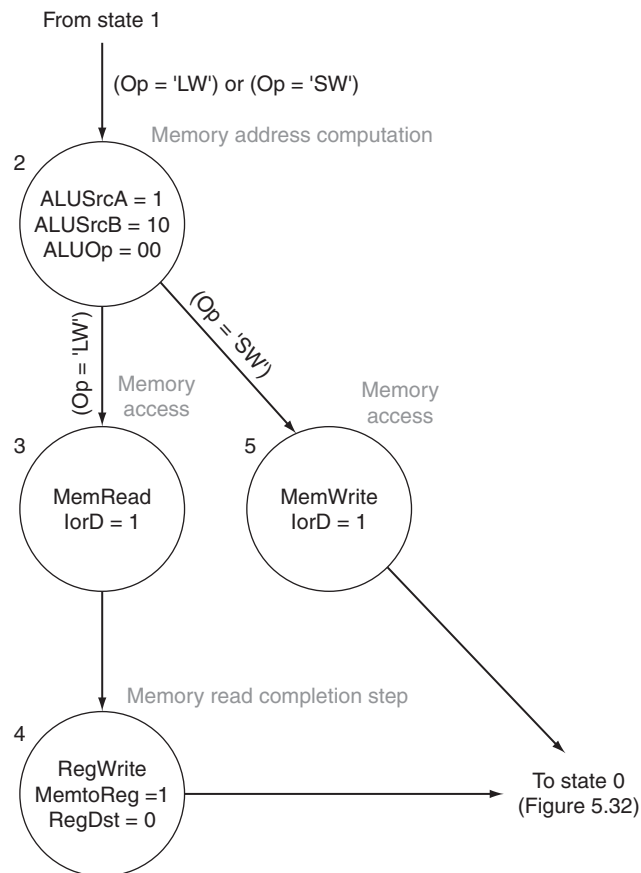 From state 1
(Op = 'LW') or (Op = 'SW')
Memory address computation
2
ALUSrcA = 1
ALUSrcB = 10
ALUOp = 00
(Op = 'LW')
(Op = 'SW')
Memory
access
Memory
access
3
MemRead
IorD = 1
5
MemWrite
IorD = 1
Memory read completion step
4
RegWrite
MemtoReg =1
RegDst = 0
To state 0
(Figure 5.32)